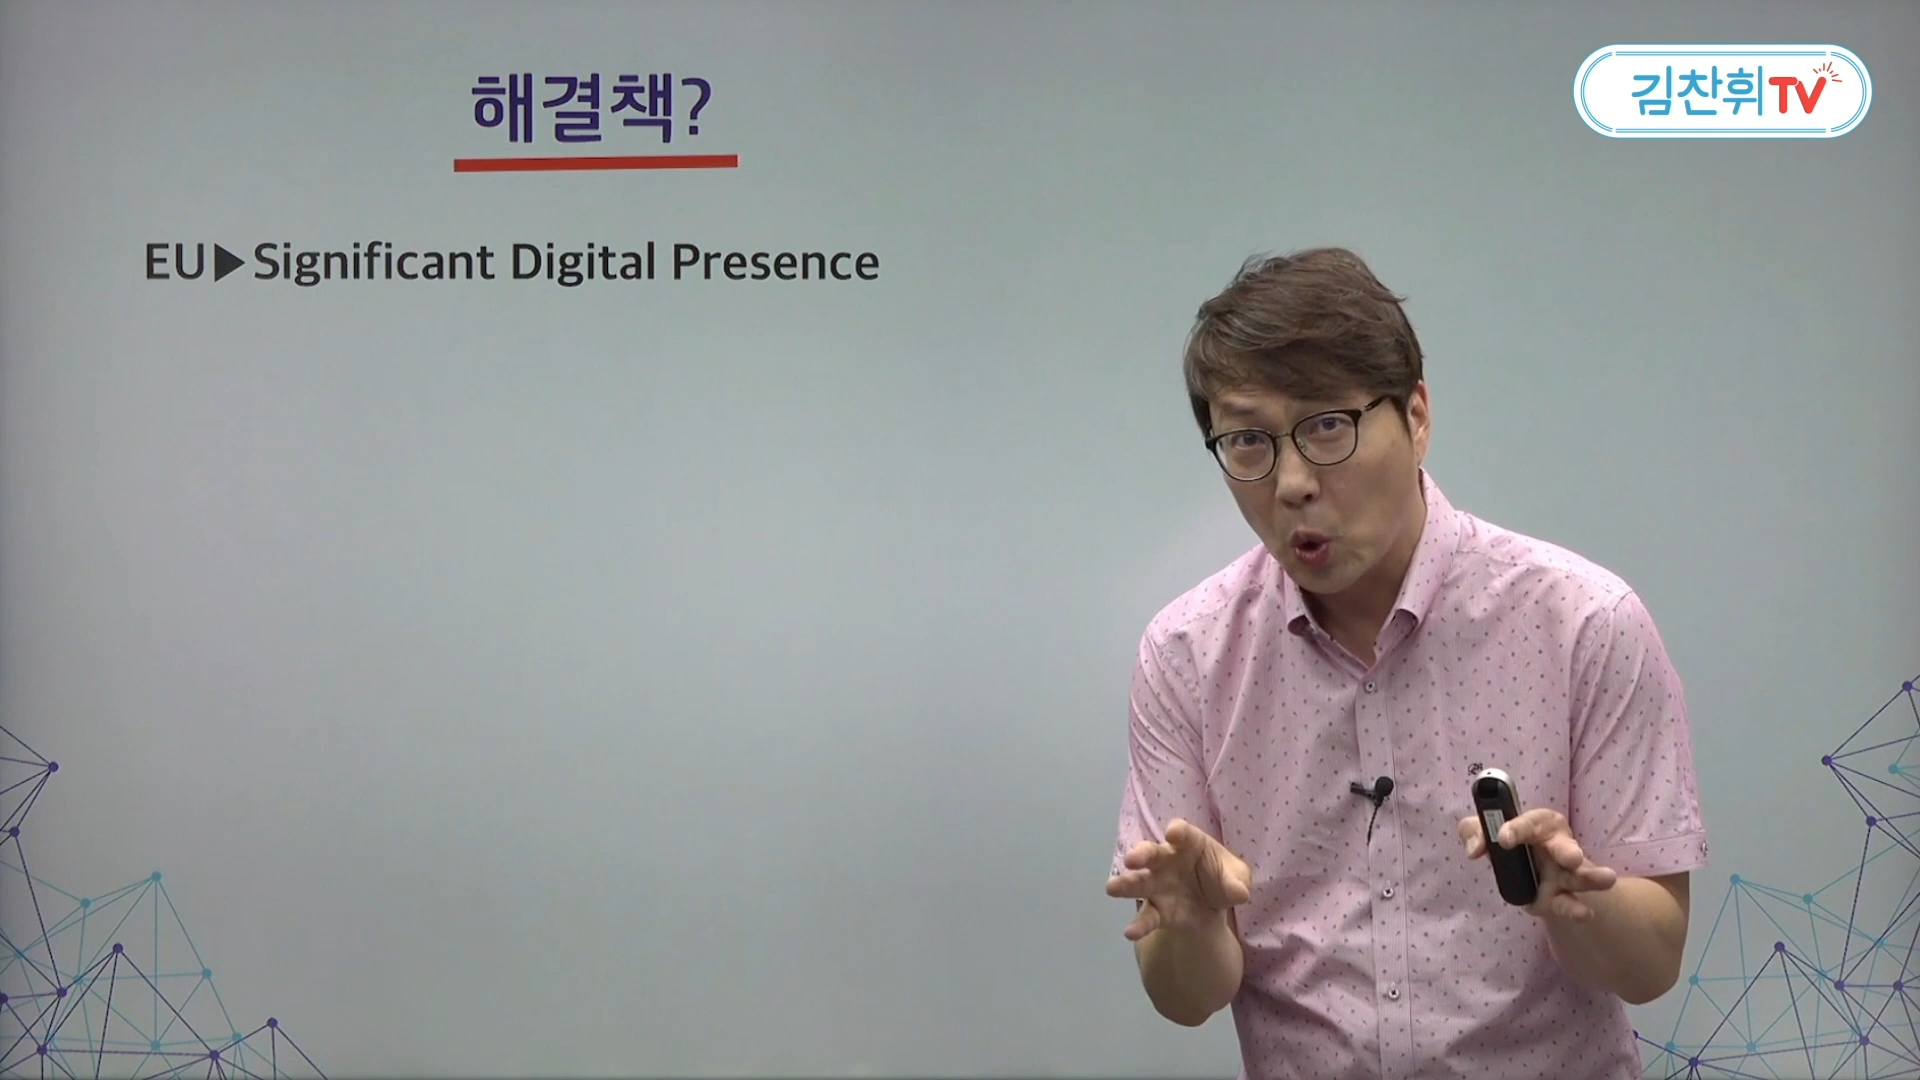 해결책?
김찬휘TV
EU▶Significant Digital Presence